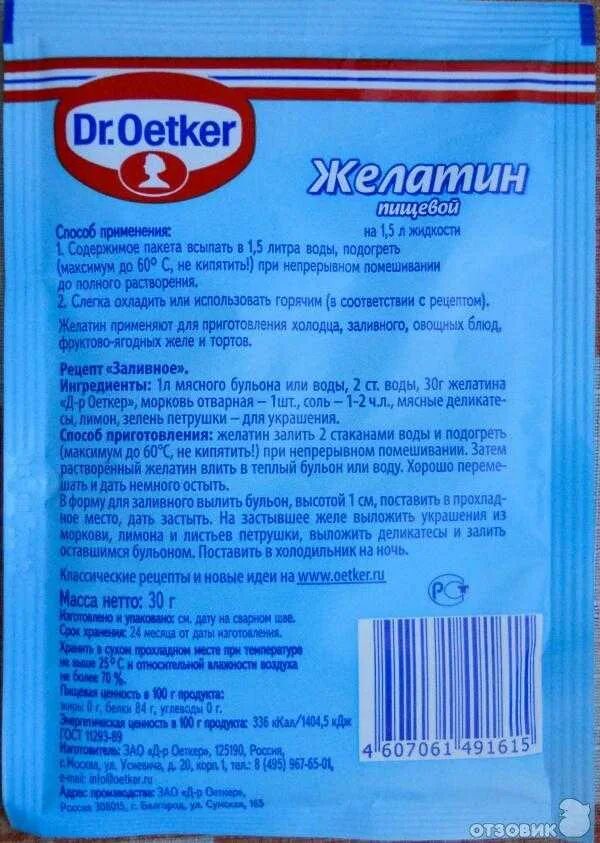 Dr.Oetker
Желатин
пищевой
на 1,5 л жидкости
Способ применения:
1. Содержимое пакета всыпать в 1,5 литра воды, подогреть
(максимум до 60° С, не кипятить!) при непрерывном помешивании
до полного растворения.
2. Слегка охладить или использовать горячим (в соответствии с рецептом).
Желатин применяют для приготовления холодца, заливного, овощных блюд,
фруктово-ягодных желе и тортов.
Рецепт «Заливное».
Ингредиенты: 1л мясного бульона или воды, 2 ст. воды, 30г желатина
«Д-р Оеткер», морковь отварная – 1шт., соль – 1-2 ч.л., мясные деликате-
сы, лимон, зелень петрушки – для украшения.
Способ приготовления: желатин залить 2 стаканами воды и подогреть
(максимум до 60°С, не кипятить!) при непрерывном помешивании. Затем
растворённый желатин влить в теплый бульон или воду. Хорошо переме-
шать и дать немного остыть.
В форму для заливного вылить бульон, высотой 1 см, поставить в прохлад-
ное место, дать застыть. На застывшее желе выложить украшения из
моркови, лимона и листьев петрушки, выложить деликатесы и залить
оставшимся бульоном. Поставить в холодильник на ночь.
Классические рецепты и новые идеи на www.oetker.ru
Масса нетто: 30 г
Изготовлено и упаковано: см. дату на сварном шве.
Срок хранения: 24 месяца от даты изготовления.
Хранить в сухом прохладном месте при температуре
не выше 25° С и относительной влажности воздуха
не более 70 %.
Пищевая ценность в 100 г продукта:
жиры 0 г, белки 84 г, углеводы 0 г.
Энергетическая ценность в 100 г продукта: 336 кКал/1404,5 кДж
ГОСТ 11293-89
Изготовитель: ЗАО «Д-р Оеткер», 125190, Россия,
г.Москва, ул. Усиевича, д. 20, корп.1, тел.: 8 (495) 967-65-01,
e-mail: info@oetker.ru
Адрес производства: ЗАО «Д-р Оеткер»,
Россия 308015, г. Белгород, ул. Сумская, 165
РСТ
4 607061 491615
ОТЗОВИК